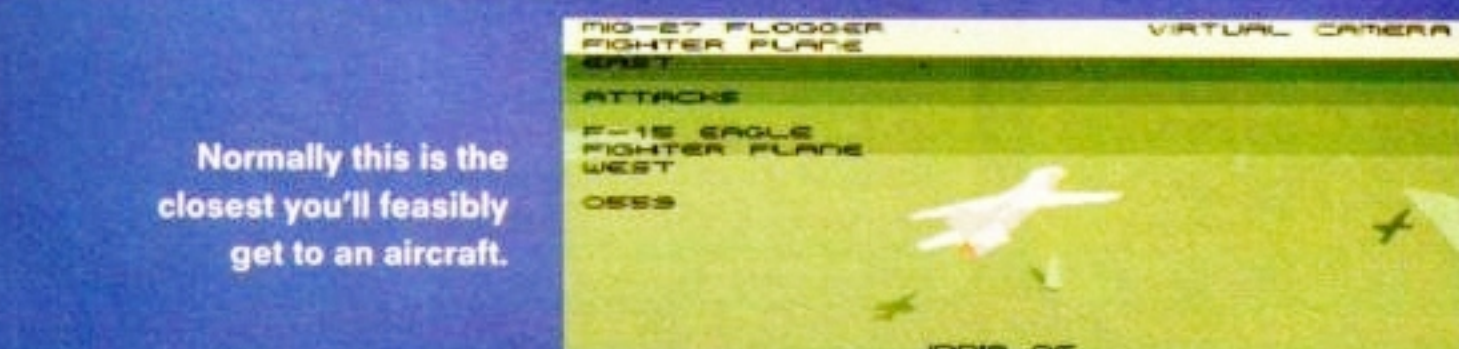 Normally this is the
closest you'll feasibly
get to an aircraft.
MIG-27 FLOGGER
FIGHTER PLANE
EAST
ATTACKS
F-15 EAGLE
FIGHTER PLANE
WEST
0553
VIRTUAL CAMERA